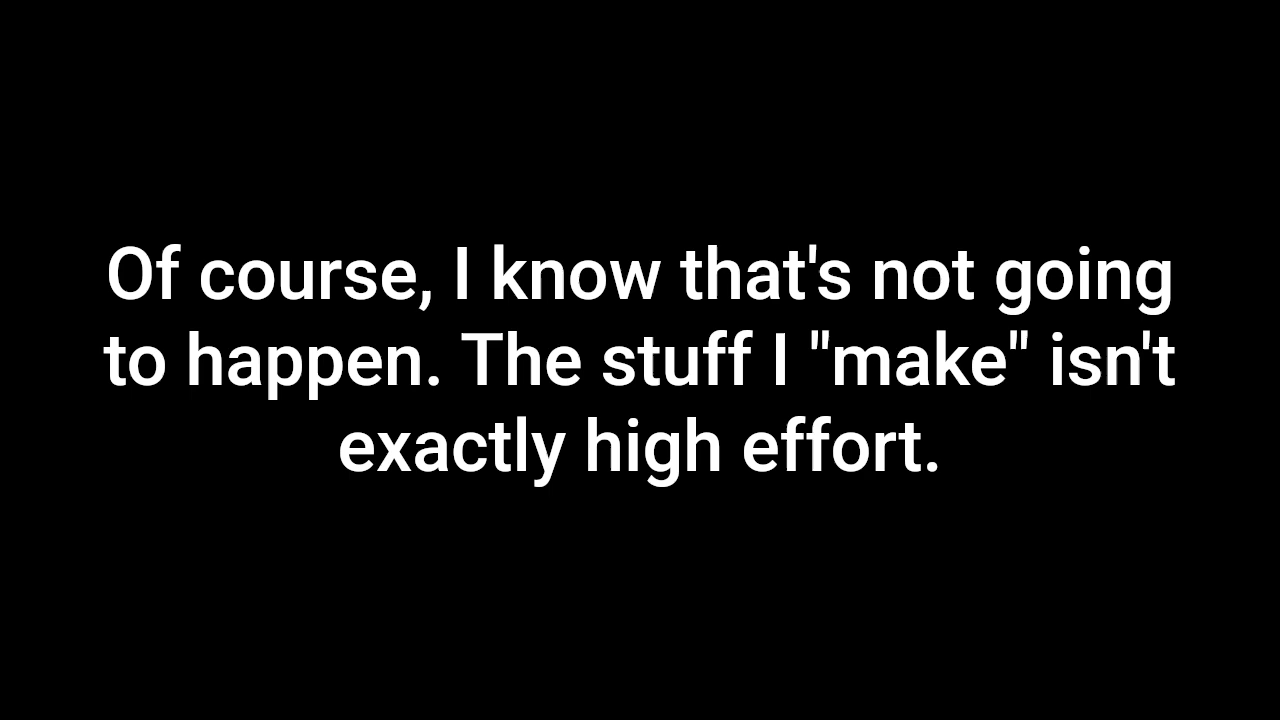 Of course, I know that's not going
to happen. The stuff I "make" isn't
exactly high effort.